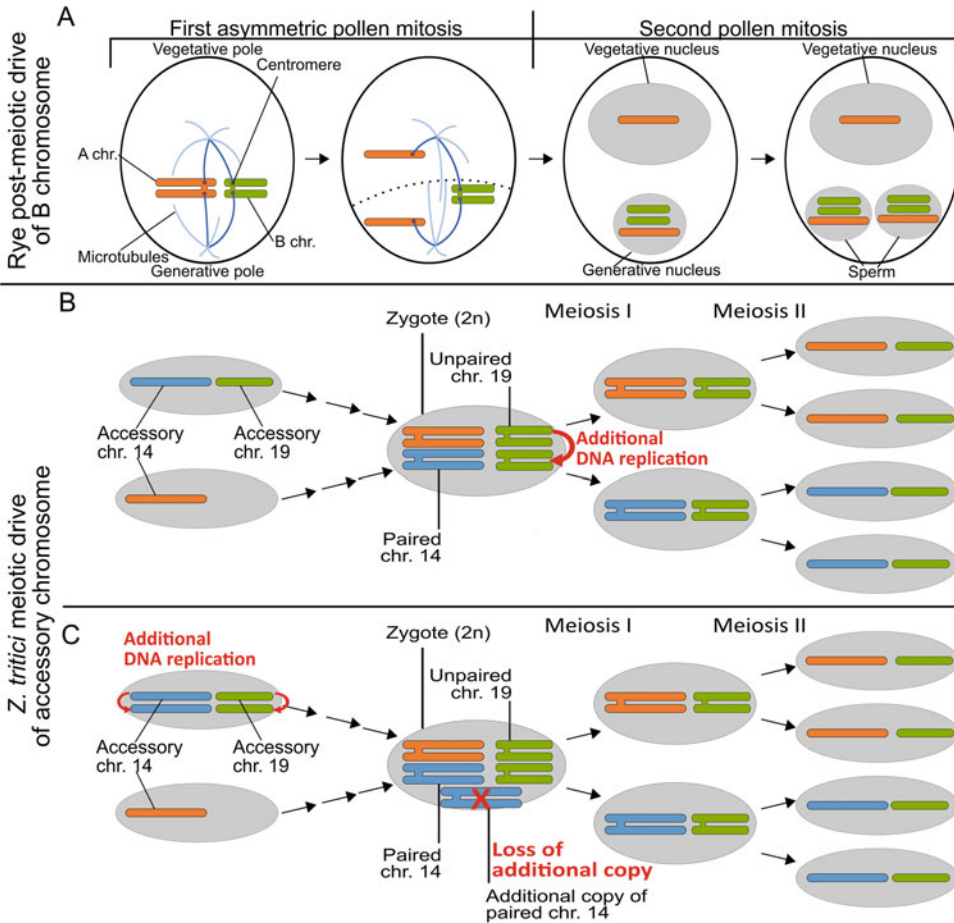 A
First asymmetric pollen mitosis
Second pollen mitosis
Rye post-meiotic drive
of B chromosome
Vegetative pole
Centromere
A chr.
Microtubules
B chr.
Generative pole
Vegetative nucleus
Generative nucleus
Vegetative nucleus
Sperm
Z. tritici meiotic drive
of accessory chromosome
B
Zygote (2n)
Meiosis I
Meiosis II
Unpaired
chr. 19
Accessory
chr. 14
Accessory
chr. 19
Additional
DNA replication
Paired
chr. 14
C
Additional
DNA replication
Zygote (2n)
Meiosis I
Meiosis II
Unpaired
chr. 19
Accessory
chr. 14
Accessory
chr. 19
X
Paired
chr. 14
Loss of
additional copy
Additional copy of
paired chr. 14